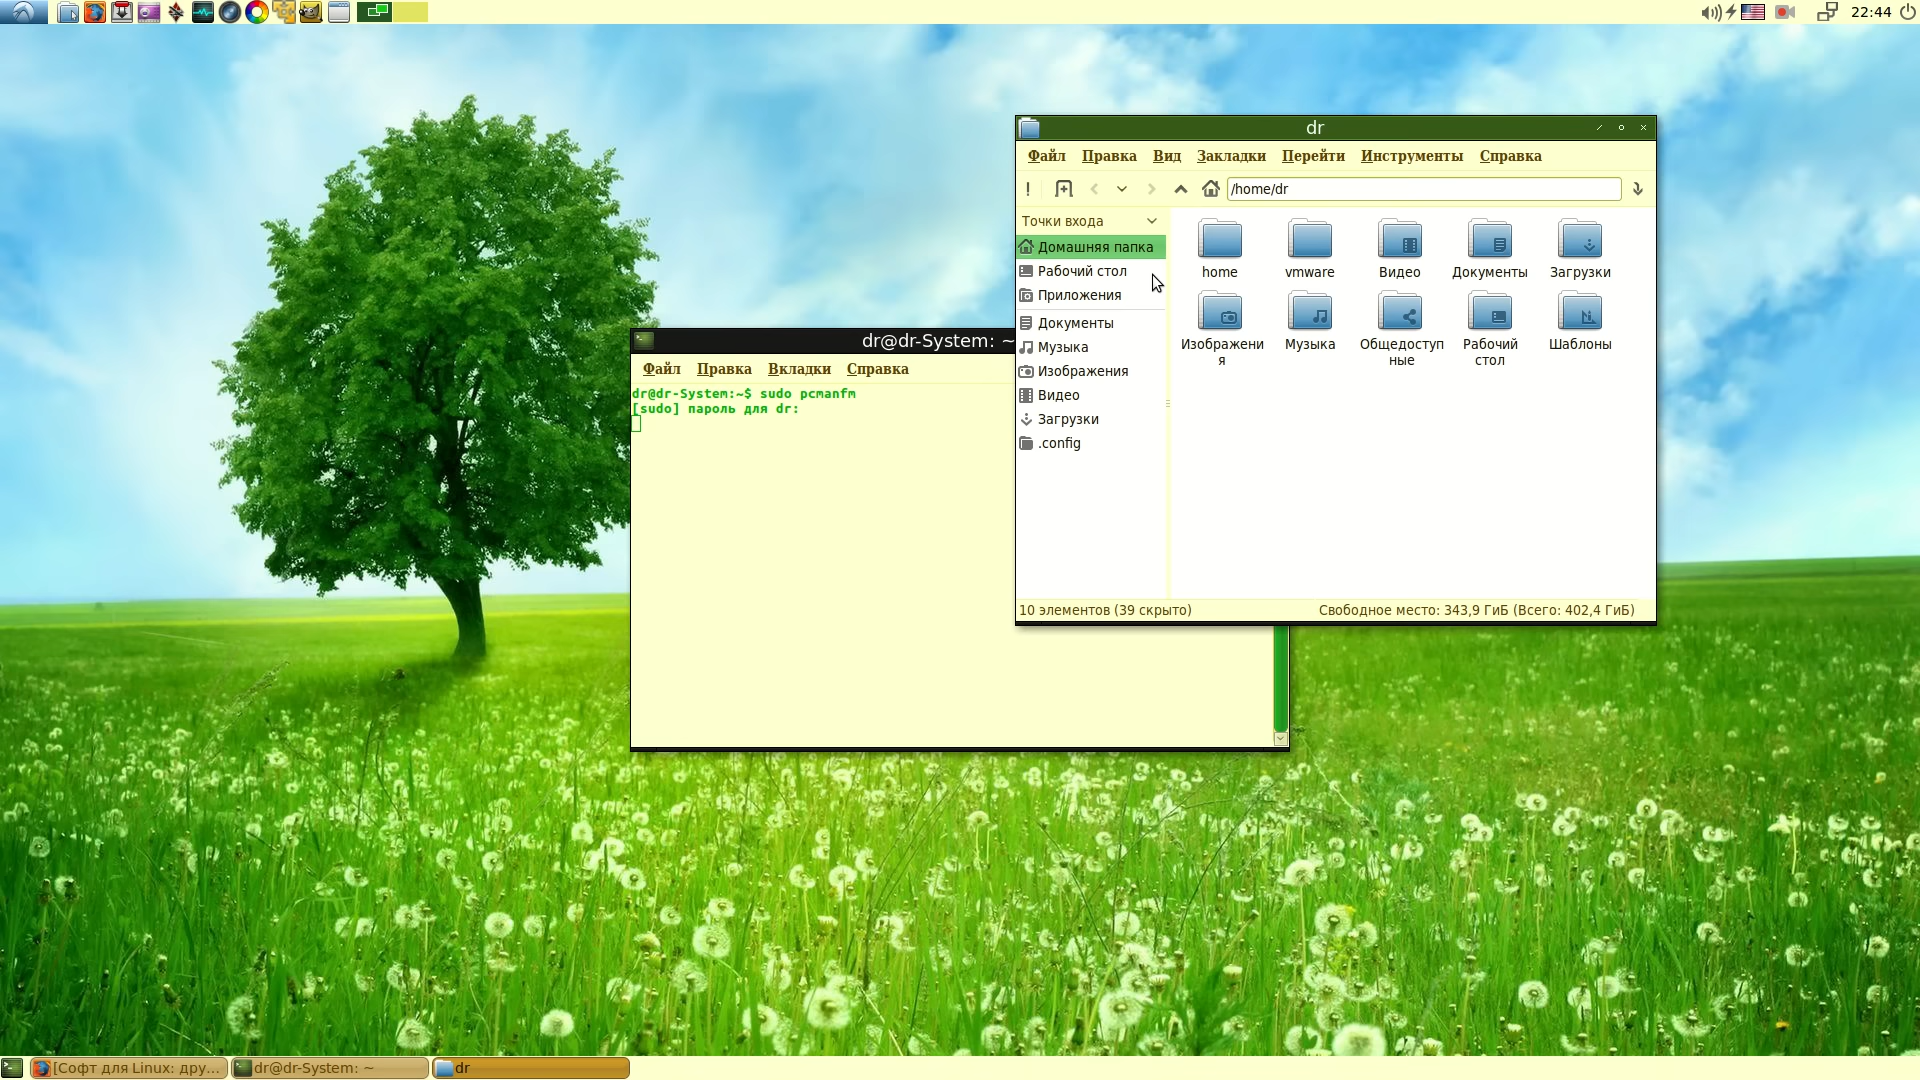 22:44
dr
Файл Правка Вид Закладки Перейти Инструменты Справка
/home/dr
Точки входа
Домашняя папка
Рабочий стол
Приложения
Документы
Музыка
Изображения
Видео
Загрузки
.config
home vmware Видео Документы Загрузки
Изображени
я
Музыка
Общедоступ
ные
Рабочий
стол
Шаблоны
10 элементов (39 скрыто) Свободное место: 343,9 ГиБ (Всего: 402,4 ГиБ)
dr@dr-System: ~
Файл Правка Вкладки Справка
dr@dr-System:~$ sudo pcmanfm
[sudo] пароль для dr:
[Софт для Linux: дру... dr@dr-System: ~ dr